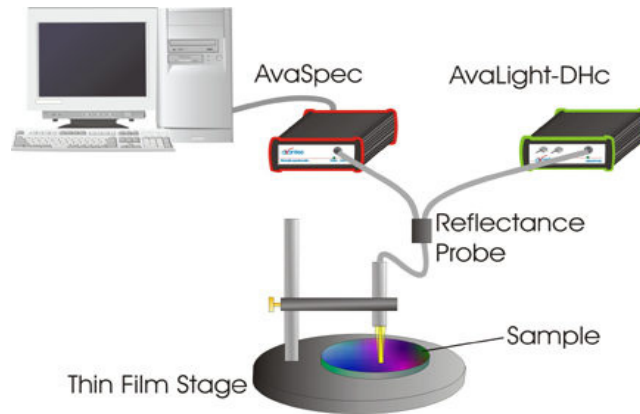 AvaSpec
AvaLight-DHc
Reflectance
Probe
Sample
Thin Film Stage